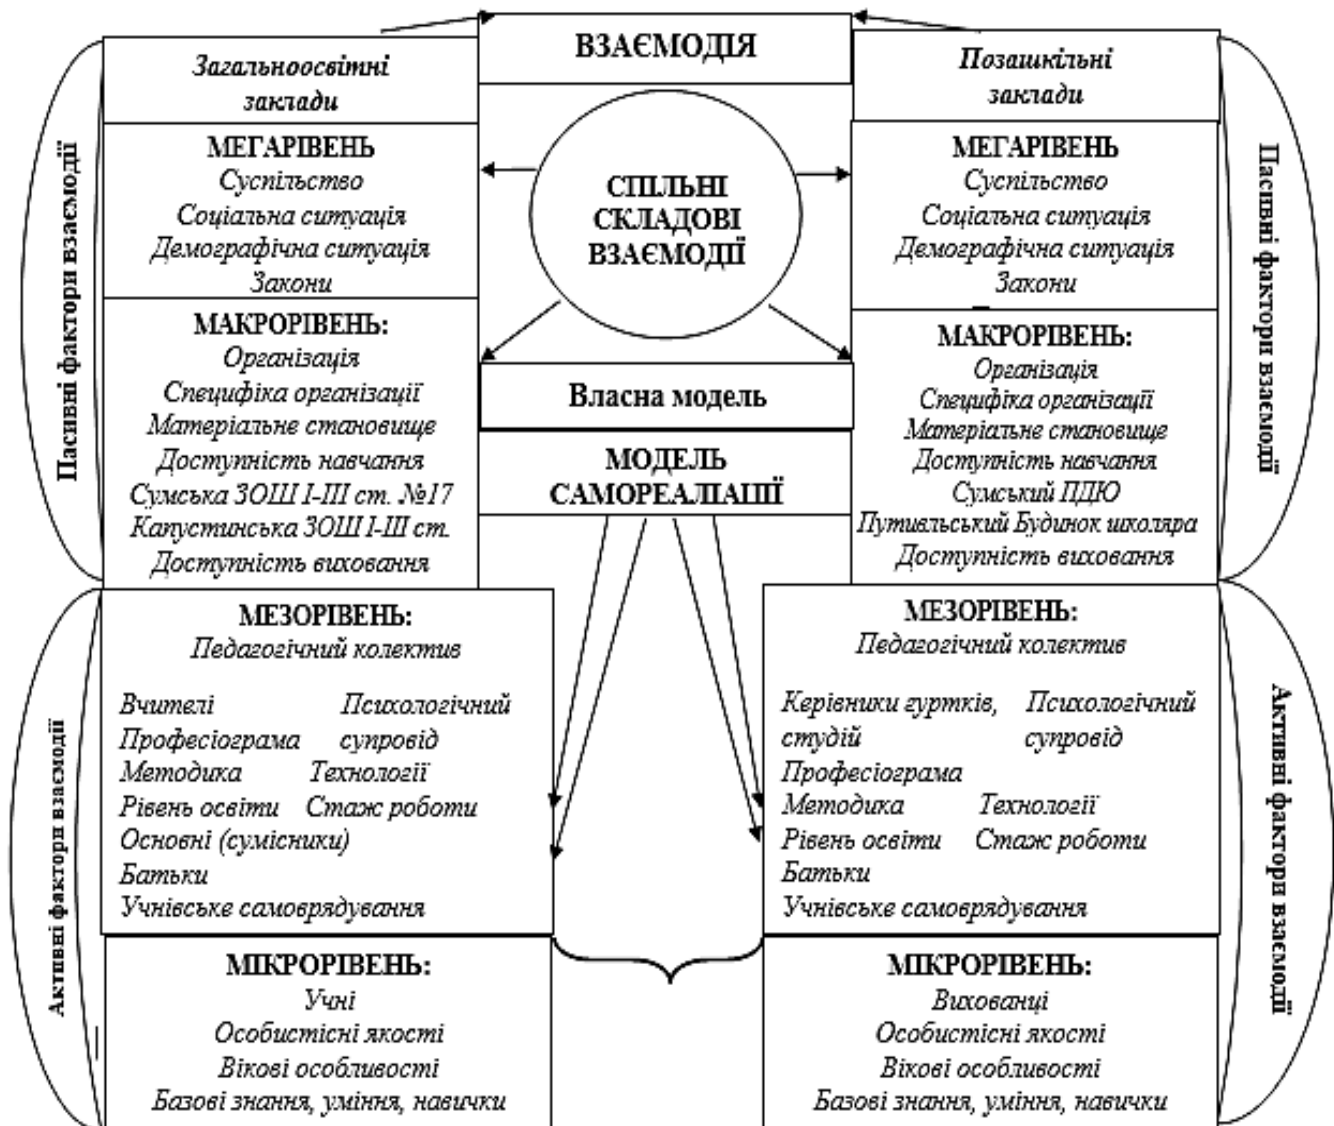 ВЗАЄМОДІЯ
Загальноосвітні
заклади
Позашкільні
заклади
Пасивні фактори взаємодії
МЕГАРІВЕНЬ
Суспільство
Соціальна ситуація
Демографічна ситуація
Закони
МАКРОРІВЕНЬ:
Організація
Специфіка організації
Матеріальне становище
Доступність навчання
Сумська ЗОШ І-ІІІ ст. №17
Капустинська ЗОШ І-ІІІ ст.
Доступність виховання
СПІЛЬНІ
СКЛАДОВІ
ВЗАЄМОДІЇ
Власна модель
МОДЕЛЬ
САМОРЕАЛІЗАЦІЇ
МЕГАРІВЕНЬ
Суспільство
Соціальна ситуація
Демографічна ситуація
Закони
МАКРОРІВЕНЬ:
Організація
Специфіка організації
Матеріальне становище
Доступність навчання
Сумський ПДЮ
Путивльський Будинок школяра
Доступність виховання
Пасивні фактори взаємодії
Активні фактори взаємодії
МЕЗОРІВЕНЬ:
Педагогічний колектив
Вчителі Психологічний
Професіограма супровід
Методика Технології
Рівень освіти Стаж роботи
Основні (сумісники)
Батьки
Учнівське самоврядування
МІКРОРІВЕНЬ:
Учні
Особистісні якості
Вікові особливості
Базові знання, уміння, навички
МЕЗОРІВЕНЬ:
Педагогічний колектив
Керівники гуртків, Психологічний
студій супровід
Професіограма
Методика Технології
Рівень освіти Стаж роботи
Батьки
Учнівське самоврядування
МІКРОРІВЕНЬ:
Вихованці
Особистісні якості
Вікові особливості
Базові знання, уміння, навички
Активні фактори взаємодії